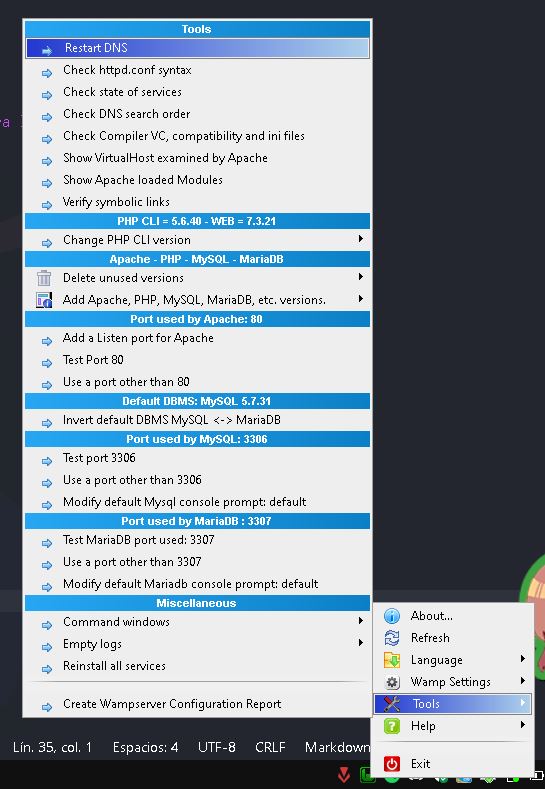 Tools
Restart DNS
Check httpd.conf syntax
Check state of services
Check DNS search order
Check Compiler VC, compatibility and ini files
Show VirtualHost examined by Apache
Show Apache loaded Modules
Verify symbolic links
PHP CLI = 5.6.40 - WEB = 7.3.21
Change PHP CLI version
Apache - PHP - MySQL - MariaDB
Delete unused versions
Add Apache, PHP, MySQL, MariaDB, etc. versions.
Port used by Apache: 80
Add a Listen port for Apache
Test Port 80
Use a port other than 80
Default DBMS: MySQL 5.7.31
Invert default DBMS MySQL <-> MariaDB
Port used by MySQL: 3306
Test port 3306
Use a port other than 3306
Modify default Mysql console prompt: default
Port used by MariaDB : 3307
Test MariaDB port used: 3307
Use a port other than 3307
Modify default Mariadb console prompt: default
Miscellaneous
Command windows
Empty logs
Reinstall all services
Create Wampserver Configuration Report
About...
Refresh
Language
Wamp Settings
Tools
Help
Exit
Lín. 35, col. 1 Espacios: 4 UTF-8 CRLF Markdown